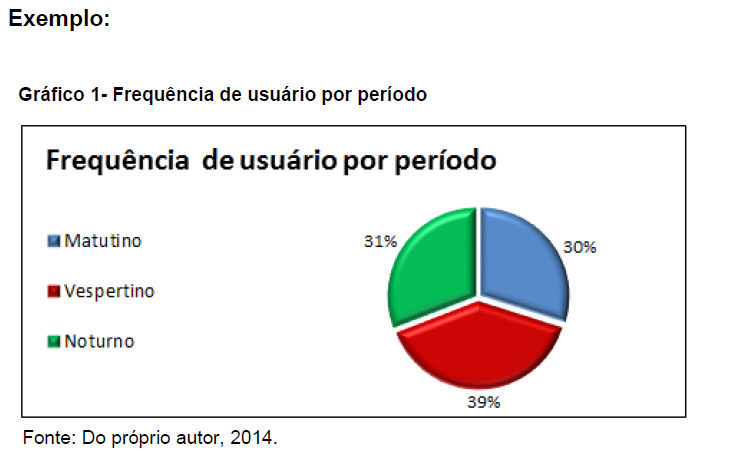 Exemplo:
Gráfico 1- Frequência de usuário por período
Frequência de usuário por período
Matutino
Vespertino
Noturno
31%
30%
39%
Fonte: Do próprio autor, 2014.